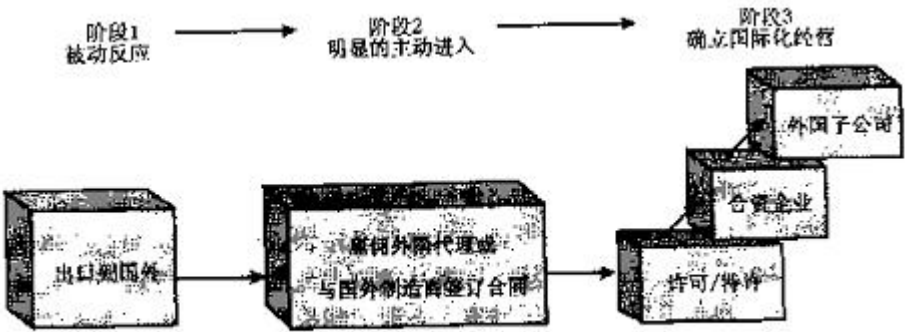 阶段1
被动反应
阶段2
明显的主动进入
阶段3
确立国际化经营
外国子公司
合资企业
出口到国外
雇佣外国代理或
与国外制造商签订合同
许可/特许